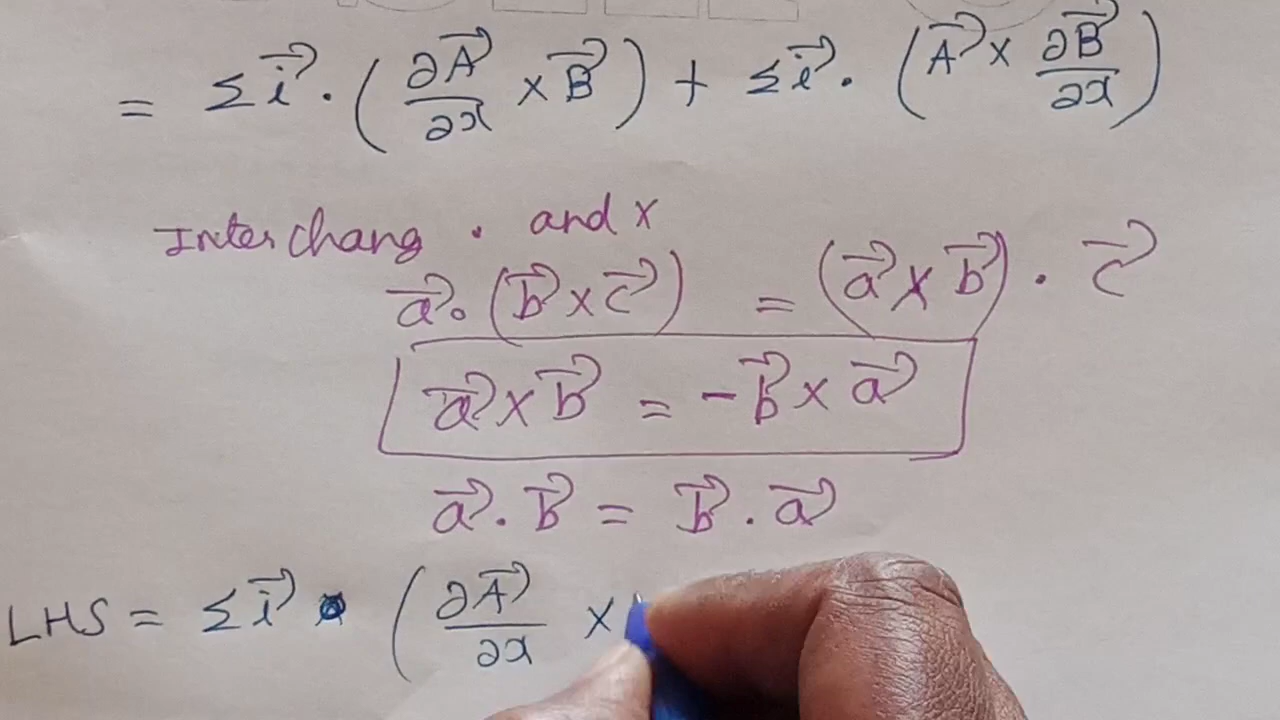 = Σ i⃗ . ( ∂A⃗/∂x × B⃗ ) + Σ i⃗ . ( A⃗ × ∂B⃗/∂x )
Interchang . and x
a⃗ . ( b⃗ × c⃗ ) = ( a⃗ × b⃗ ) . c⃗
a⃗ × b⃗ = - b⃗ × a⃗
a⃗ . b⃗ = b⃗ . a⃗
LHS = Σ i⃗ . ( ∂A⃗/∂x ×